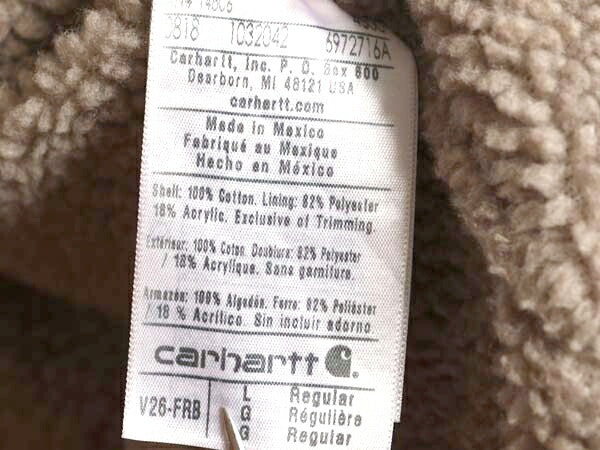 0818 1032042 6972716A
Carhartt, Inc. P. O. Box 600
Dearborn, MI 48121 USA
carhartt.com
Made in Mexico
Fabriqué au Mexique
Hecho en México
Shell: 100% Cotton. Lining: 82% Polyester
18% Acrylic. Exclusive of Trimming.
Extérieur: 100% Coton. Doublure: 82% Polyester
/ 18% Acrylique. Sans garniture.
Armazón: 100% Algodón. Forro: 82% Poliéster
/ 18 % Acrílico. Sin incluir adorno
carhartt
V26-FRB L Regular
G Régulière
G Regular